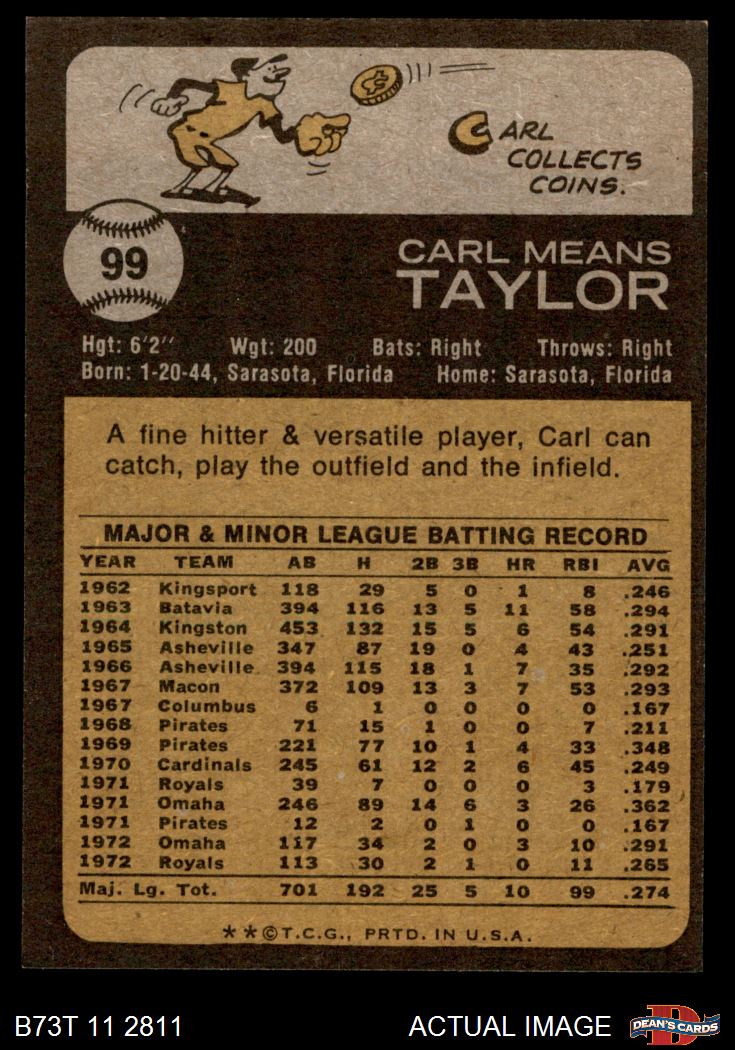 CARL
COLLECTS
COINS.
99
CARL MEANS
TAYLOR
Hgt: 6'2" Wgt: 200 Bats: Right Throws: Right
Born: 1-20-44, Sarasota, Florida Home: Sarasota, Florida
A fine hitter & versatile player, Carl can
catch, play the outfield and the infield.
MAJOR & MINOR LEAGUE BATTING RECORD
YEAR TEAM AB H 2B 3B HR RBI AVG
1962 Kingsport 118 29 5 0 1 8 .246
1963 Batavia 394 116 13 5 11 58 .294
1964 Kingston 453 132 15 5 6 54 .291
1965 Asheville 347 87 19 0 4 43 .251
1966 Asheville 394 115 18 1 7 35 .292
1967 Macon 372 109 13 3 7 53 .293
1967 Columbus 6 1 0 0 0 0 .167
1968 Pirates 71 15 1 0 0 7 .211
1969 Pirates 221 77 10 1 4 33 .348
1970 Cardinals 245 61 12 2 6 45 .249
1971 Royals 39 7 0 0 0 3 .179
1971 Omaha 246 89 14 6 3 26 .362
1971 Pirates 12 2 0 1 0 0 .167
1972 Omaha 117 34 2 0 3 10 .291
1972 Royals 113 30 2 1 0 11 .265
Maj. Lg. Tot. 701 192 25 5 10 99 .274
**©T.C.G., PRTD. IN U.S.A.
B73T 11 2811 ACTUAL IMAGE DEAN'S CARDS